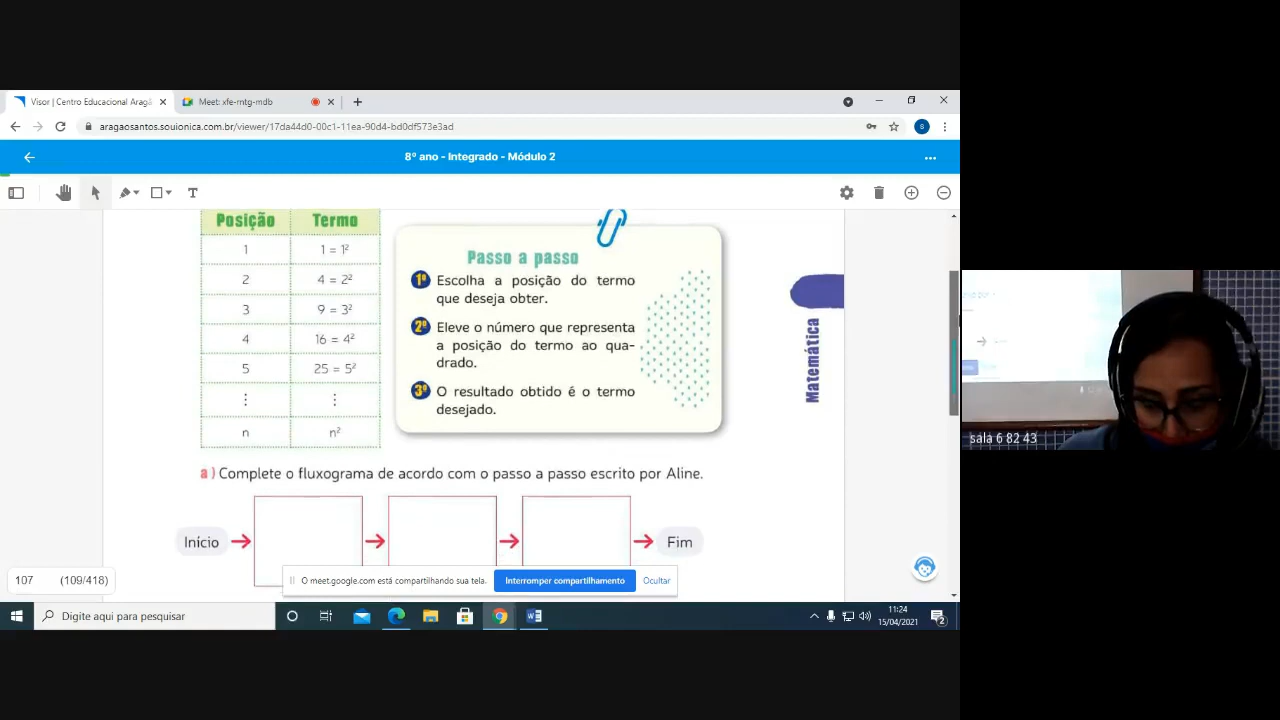 Visor | Centro Educacional Aragã
Meet: xfe-mtg-mdb
aragaosantos.souionica.com.br/viewer/17da44d0-00c1-11ea-90d4-bd0df573e3ad
S
8º ano - Integrado - Módulo 2
T
Posição Termo
1 1 = 1²
2 4 = 2²
3 9 = 3²
4 16 = 4²
5 25 = 5²
⋮ ⋮
n n²
Passo a passo
1º Escolha a posição do termo
que deseja obter.
2º Eleve o número que representa
a posição do termo ao qua-
drado.
3º O resultado obtido é o termo
desejado.
Matemática
a) Complete o fluxograma de acordo com o passo a passo escrito por Aline.
Início → → → → Fim
107 (109/418)
O meet.google.com está compartilhando sua tela.
Interromper compartilhamento
Ocultar
Digite aqui para pesquisar
11:24
15/04/2021
2
sala 6 82 43